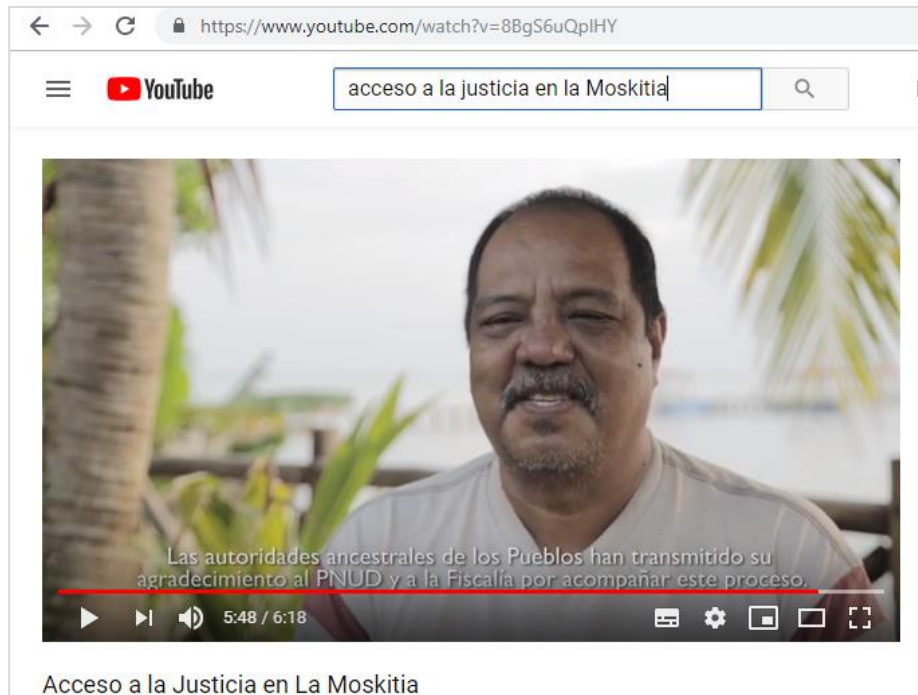 https://www.youtube.com/watch?v=8BgS6uQplHY
YouTube
acceso a la justicia en la Moskitia
Las autoridades ancestrales de los Pueblos han transmitido su
agradecimiento al PNUD y a la Fiscalía por acompañar este proceso.
5:48 / 6:18
Acceso a la Justicia en La Moskitia